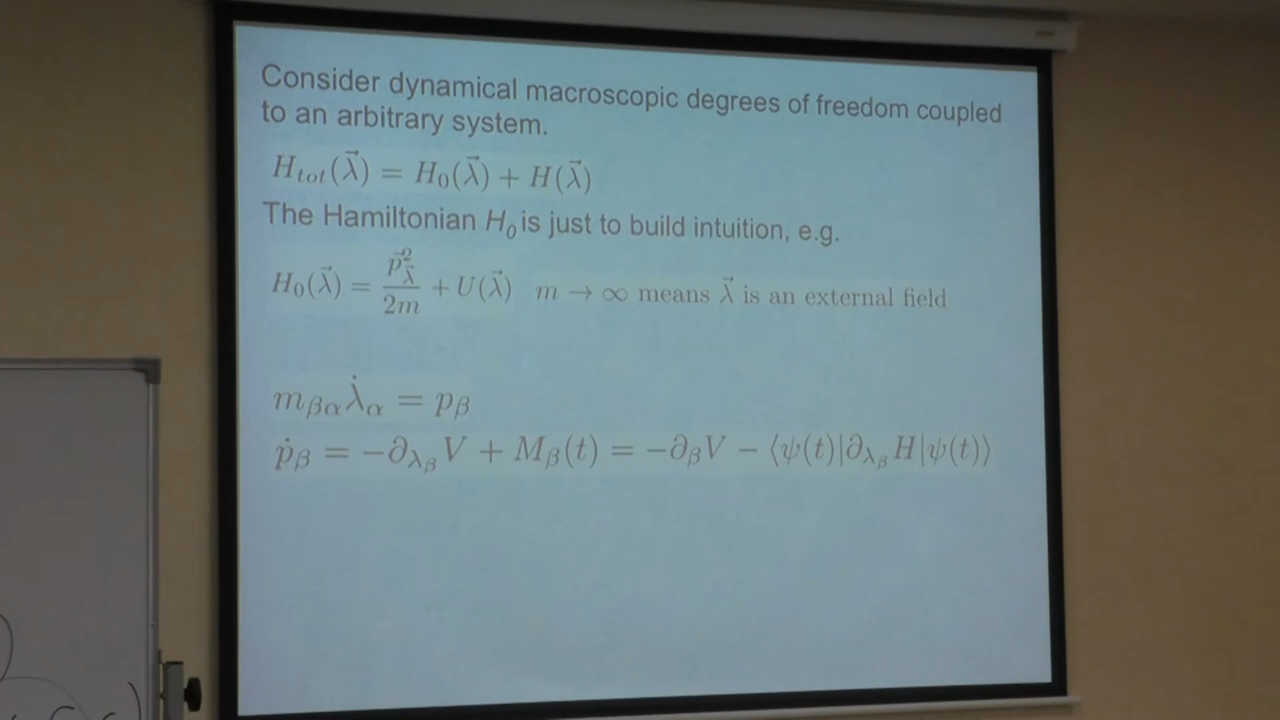 Consider dynamical macroscopic degrees of freedom coupled
to an arbitrary system.
$H_{tot}(\vec{\lambda}) = H_0(\vec{\lambda}) + H(\vec{\lambda})$
The Hamiltonian $H_0$ is just to build intuition, e.g.
$H_0(\vec{\lambda}) = \frac{\vec{p}_{\vec{\lambda}}^2}{2m} + U(\vec{\lambda})$ $m \to \infty$ means $\vec{\lambda}$ is an external field
$m_{\beta\alpha}\dot{\lambda}_\alpha = p_\beta$
$\dot{p}_\beta = -\partial_{\lambda_\beta} V + M_\beta(t) = -\partial_\beta V - \langle\psi(t)|\partial_{\lambda_\beta} H|\psi(t)\rangle$